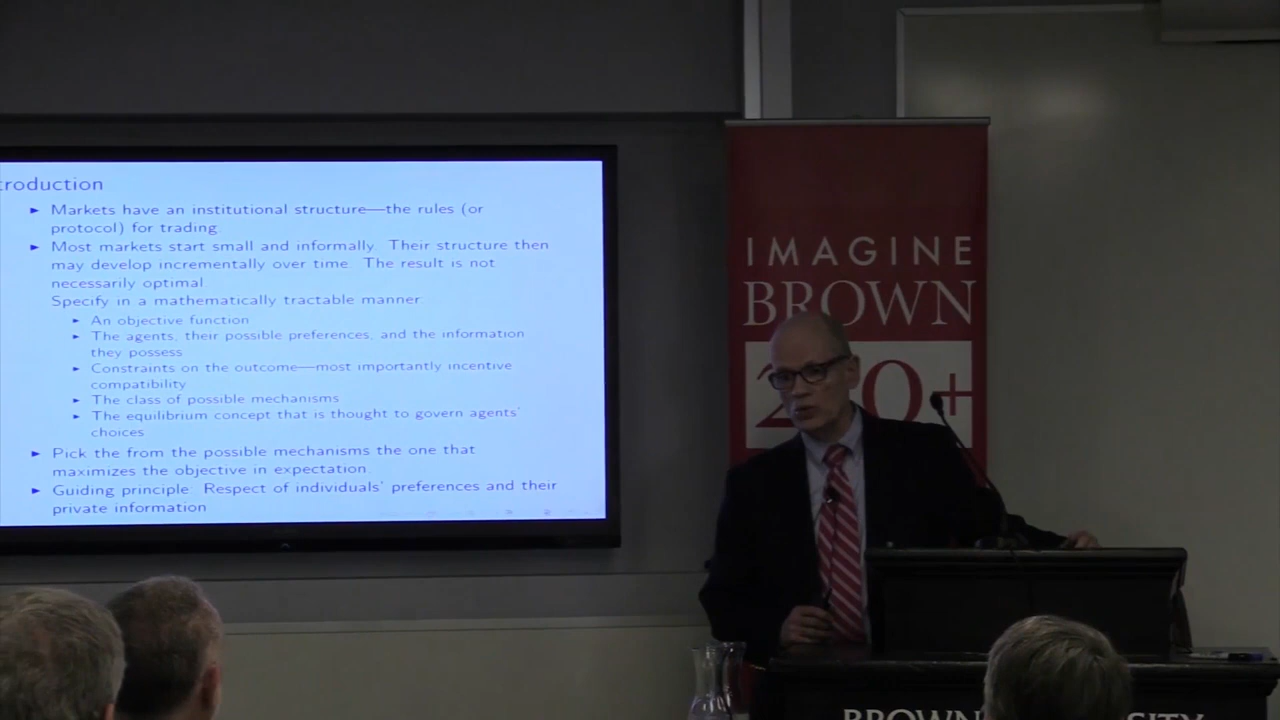 troduction
► Markets have an institutional structure—the rules (or
protocol) for trading
► Most markets start small and informally. Their structure then
may develop incrementally over time. The result is not
necessarily optimal
Specify in a mathematically tractable manner
► An objective function
► The agents, their possible preferences, and the information
they possess
► Constraints on the outcome—most importantly incentive
compatibility
► The class of possible mechanisms
► The equilibrium concept that is thought to govern agents'
choices
► Pick the from the possible mechanisms the one that
maximizes the objective in expectation.
► Guiding principle: Respect of individuals' preferences and their
private information
IMAGINE
BROWN
2 0+
BROWN